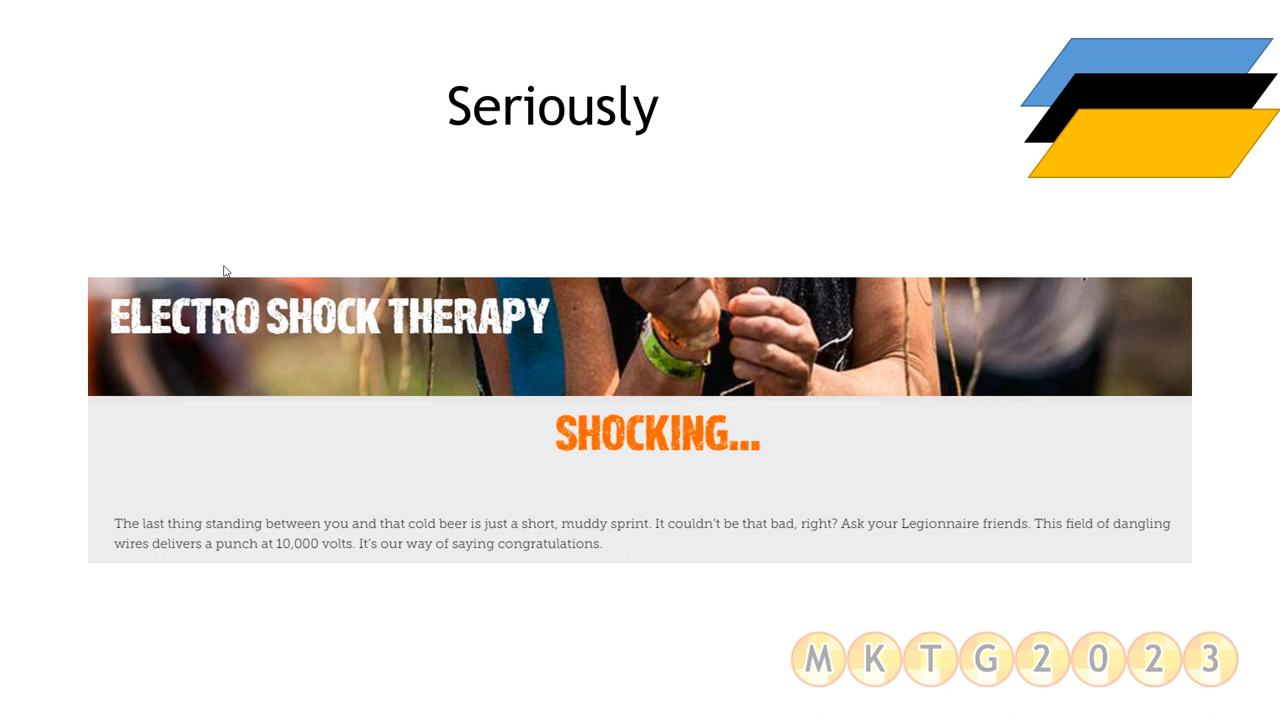 Seriously
ELECTRO SHOCK THERAPY
SHOCKING...
The last thing standing between you and that cold beer is just a short, muddy sprint. It couldn't be that bad, right? Ask your Legionnaire friends. This field of dangling
wires delivers a punch at 10,000 volts. It's our way of saying congratulations.
MKTG2023